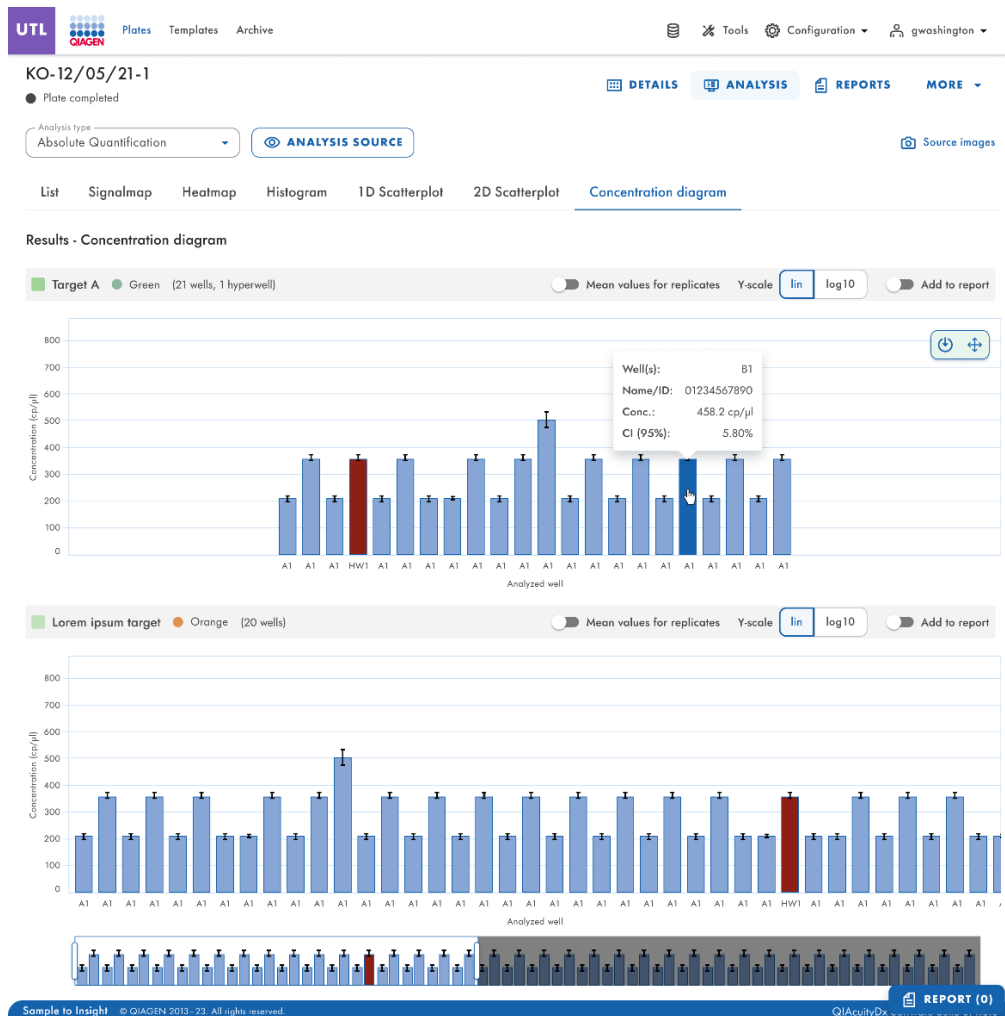 UTL
QIAGEN
Plates Templates Archive
Tools Configuration gwashington
KO-12/05/21-1
Plate completed
DETAILS ANALYSIS REPORTS MORE
Analysis type
Absolute Quantification
ANALYSIS SOURCE
Source images
List Signalmap Heatmap Histogram 1D Scatterplot 2D Scatterplot Concentration diagram
Results - Concentration diagram
Target A Green (21 wells, 1 hyperwell) Mean values for replicates Y-scale lin log10 Add to report
Concentration (cp/µl)
800
700
600
500
400
300
200
100
0
Well(s): B1
Name/ID: 01234567890
Conc.: 458.2 cp/µl
CI (95%): 5.80%
A1 A1 A1 HW1 A1 A1 A1 A1 A1 A1 A1 A1 A1 A1 A1 A1 A1 A1 A1 A1 A1 A1
Analyzed well
Lorem ipsum target Orange (20 wells) Mean values for replicates Y-scale lin log10 Add to report
Concentration (cp/µl)
800
700
600
500
400
300
200
100
0
A1 A1 A1 A1 A1 A1 A1 A1 A1 A1 A1 A1 A1 A1 A1 A1 A1 A1 A1 A1 A1 A1 A1 A1 A1 A1 A1 A1 A1 A1 HW1 A1 A1 A1 A1 A1 A1 A1 A1
Analyzed well
REPORT (0)
Sample to Insight © QIAGEN 2013–23. All rights reserved. QIAcuityDx